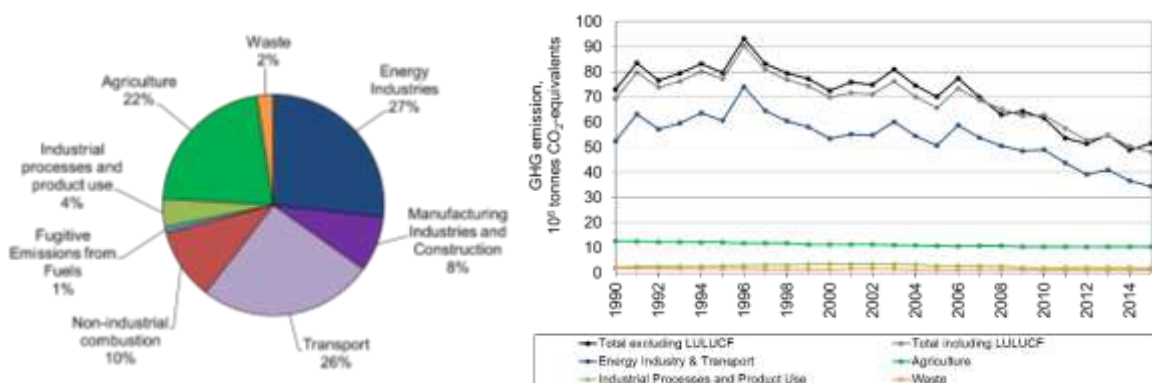 Waste
2%
Energy
Industries
27%
Agriculture
22%
Industrial
processes and
product use
4%
Fugitive
Emissions from
Fuels
1%
Manufacturing
Industries and
Construction
8%
Non-industrial
combustion
10%
Transport
26%
GHG emission,
10⁶ tonnes CO₂-equivalents
100
90
80
70
60
50
40
30
20
10
0
1990
1992
1994
1996
1998
2000
2002
2004
2006
2008
2010
2012
2014
Total excluding LULUCF
Total including LULUCF
Energy Industry & Transport
Agriculture
Industrial Processes and Product Use
Waste